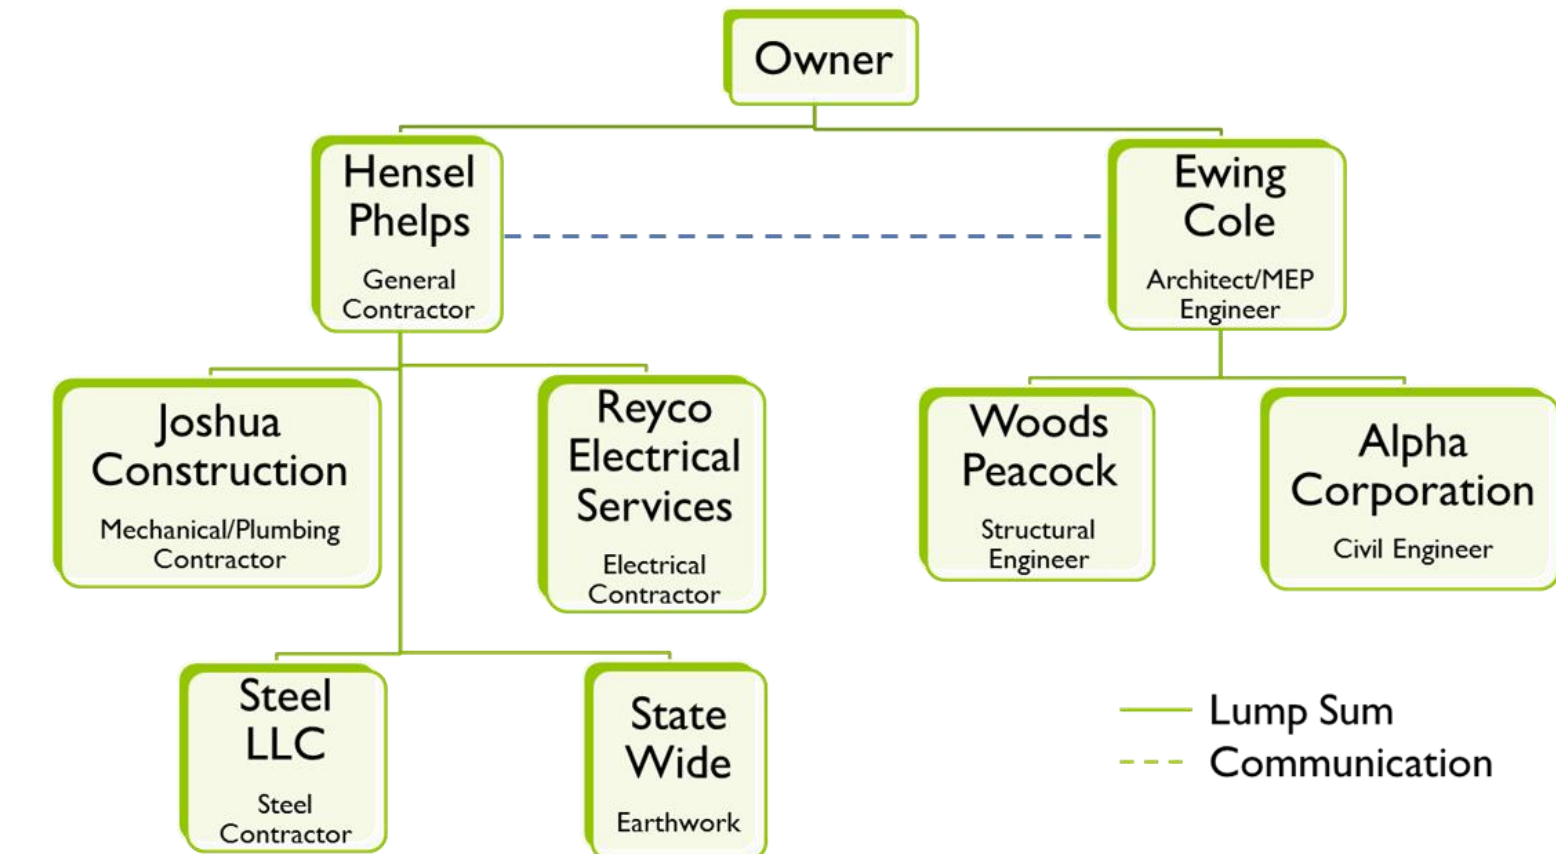 Owner
Hensel
Phelps
General
Contractor
Ewing
Cole
Architect/MEP
Engineer
Joshua
Construction
Mechanical/Plumbing
Contractor
Reyco
Electrical
Services
Electrical
Contractor
Woods
Peacock
Structural
Engineer
Alpha
Corporation
Civil Engineer
Steel
LLC
Steel
Contractor
State
Wide
Earthwork
Lump Sum
Communication